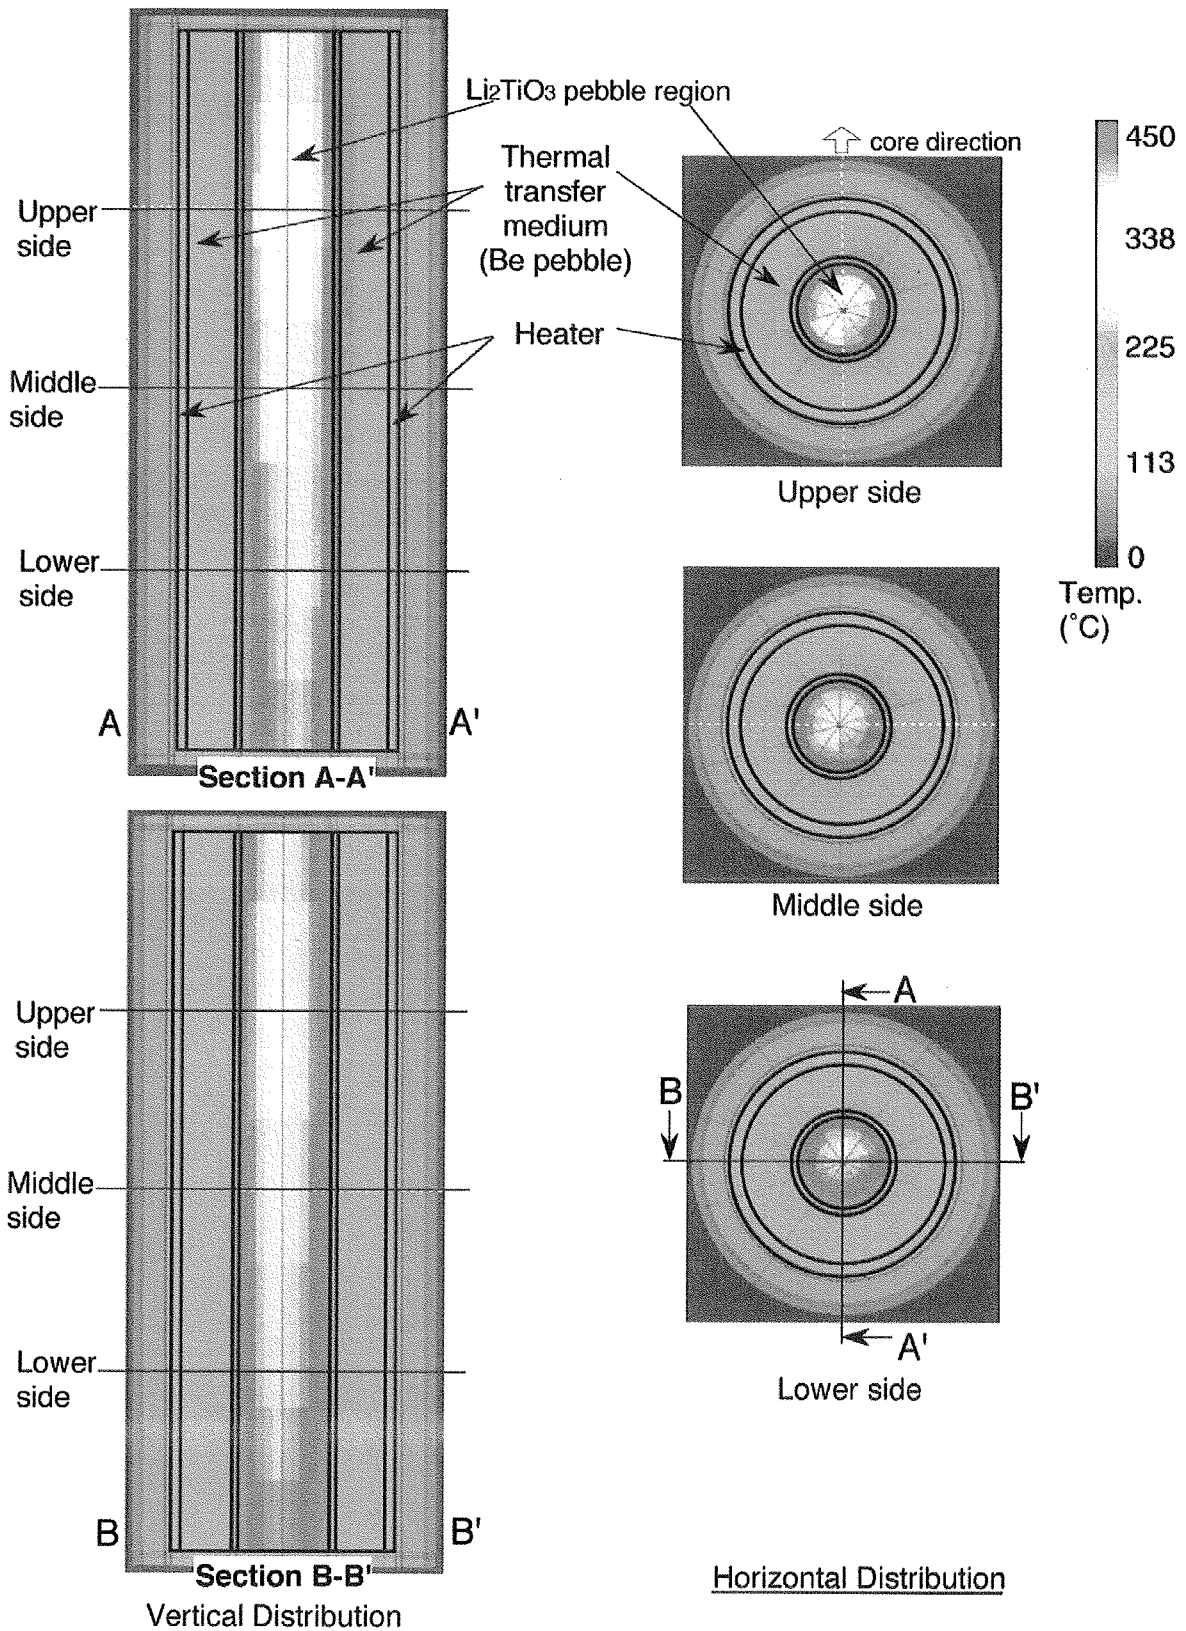 Li2TiO3 pebble region
Thermal
transfer
medium
(Be pebble)
Heater
Upper
side
Middle
side
Lower
side
A
A'
Section A-A'
Upper
side
Middle
side
Lower
side
B
B'
Section B-B'
Vertical Distribution
core direction
Upper side
Middle side
A
B
B'
A'
Lower side
Horizontal Distribution
450
338
225
113
0
Temp.
(°C)